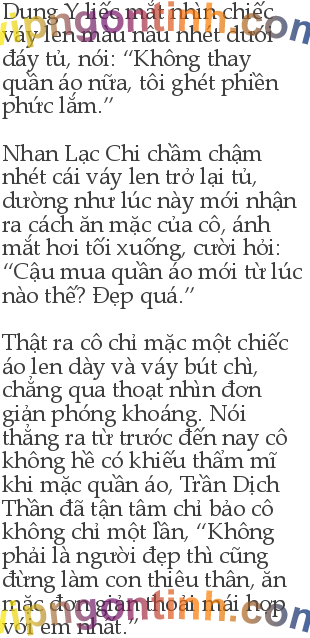 Dung Y liếc mắt nhìn chiếc
váy len màu nâu nhét dưới
đáy tủ, nói: “Không thay
quần áo nữa, tôi ghét phiền
phức lắm.”
Nhan Lạc Chi chầm chậm
nhét cái váy len trở lại tủ,
dường như lúc này mới nhận
ra cách ăn mặc của cô, ánh
mắt hơi tối xuống, cười hỏi:
“Cậu mua quần áo mới từ lúc
nào thế? Đẹp quá.”
Thật ra cô chỉ mặc một chiếc
áo len dày và váy bút chì,
chẳng qua thoạt nhìn đơn
giản phóng khoáng. Nói
thẳng ra từ trước đến nay cô
không hề có khiếu thẩm mĩ
khi mặc quần áo, Trần Dịch
Thần đã tận tâm chỉ bảo cô
không chỉ một lần, “Không
phải là người đẹp thì cũng
đừng làm con thiêu thân, ăn
mặc đơn giản thoải mái hợp
với em nhất.”